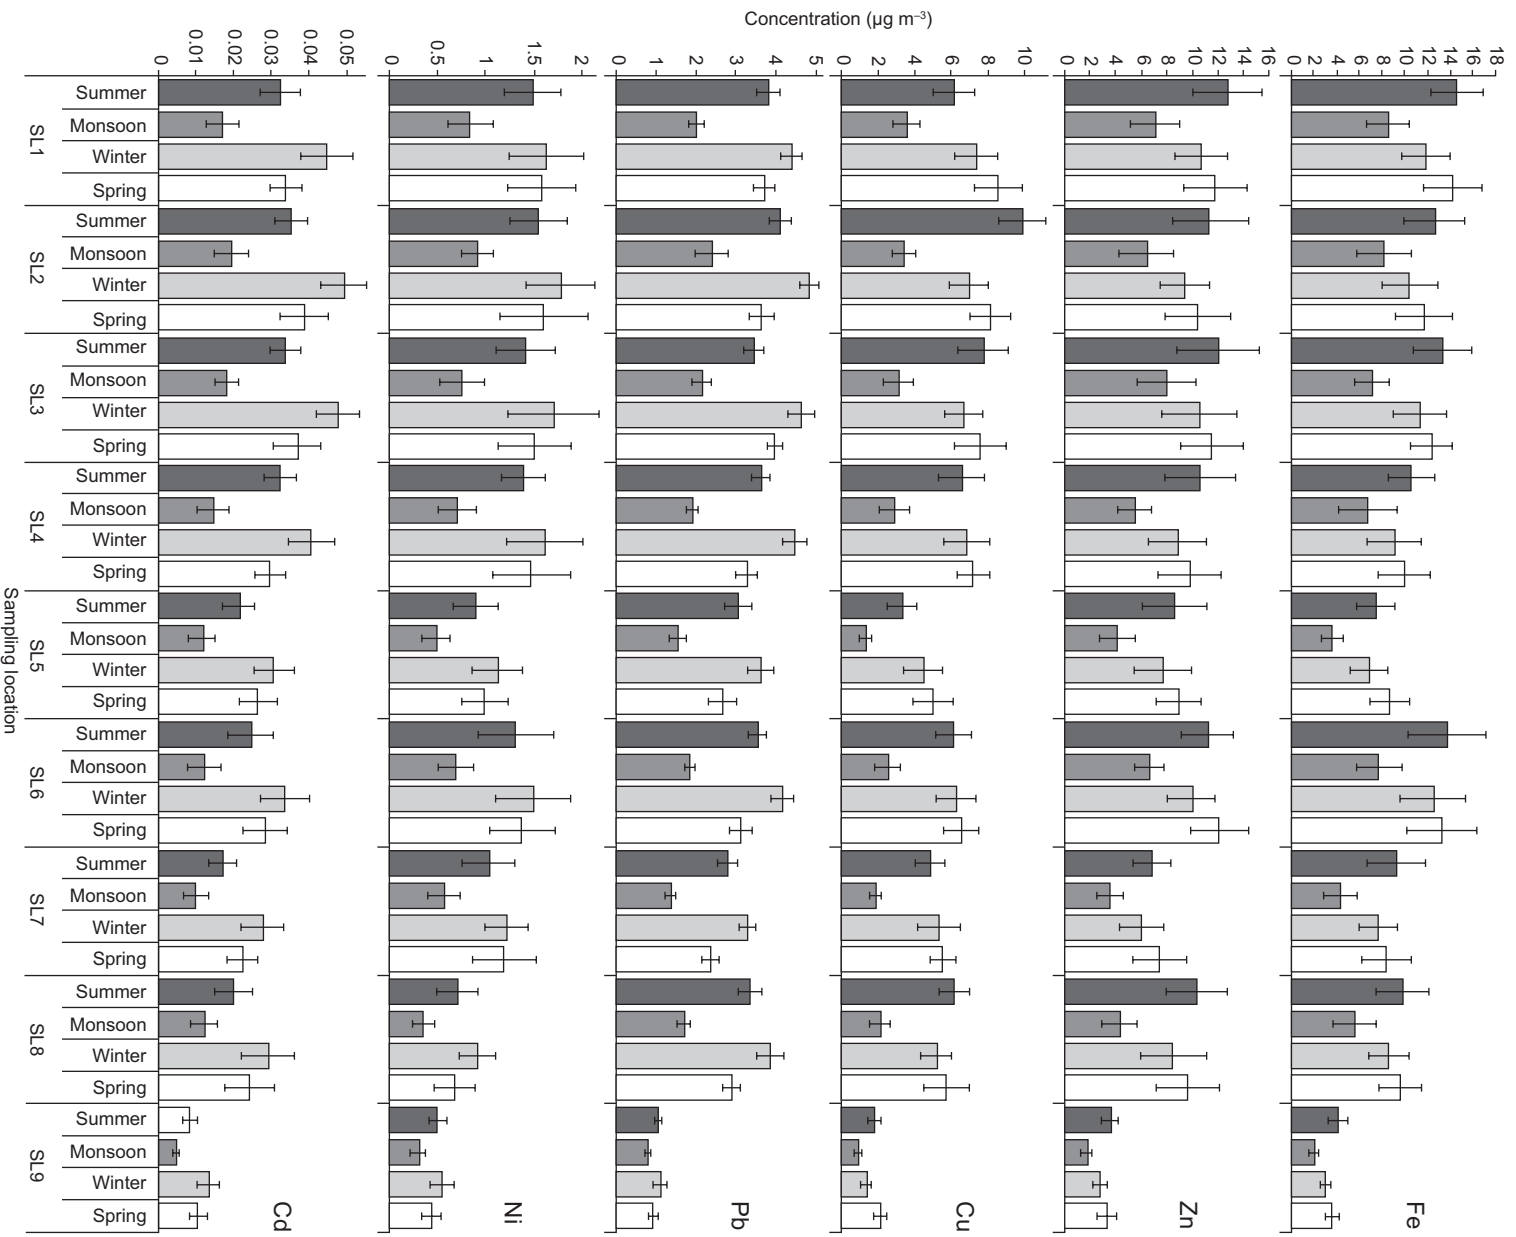 Concentration (µg m⁻³)
0
0.01
0.02
0.03
0.04
0.05
0
0.5
1
1.5
2
0
1
2
3
4
5
0
2
4
6
8
10
0
2
4
6
8
10
12
14
16
0
2
4
6
8
10
12
14
16
18
SL1
Summer
Monsoon
Winter
Spring
SL2
Summer
Monsoon
Winter
Spring
SL3
Summer
Monsoon
Winter
Spring
SL4
Summer
Monsoon
Winter
Spring
SL5
Summer
Monsoon
Winter
Spring
SL6
Summer
Monsoon
Winter
Spring
SL7
Summer
Monsoon
Winter
Spring
SL8
Summer
Monsoon
Winter
Spring
SL9
Summer
Monsoon
Winter
Spring
Sampling location
Cd
Ni
Pb
Cu
Zn
Fe